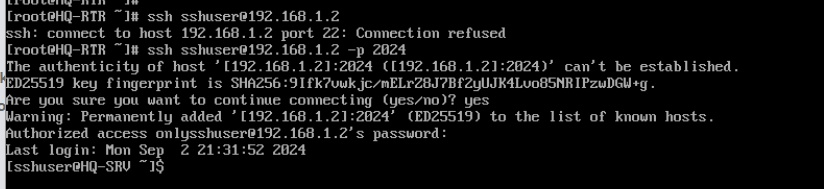 [root@HQ-RTR ~]#
[root@HQ-RTR ~]# ssh sshuser@192.168.1.2
ssh: connect to host 192.168.1.2 port 22: Connection refused
[root@HQ-RTR ~]# ssh sshuser@192.168.1.2 -p 2024
The authenticity of host '[192.168.1.2]:2024 ([192.168.1.2]:2024)' can't be established.
ED25519 key fingerprint is SHA256:9Ifk7vwkjc/mELrZ8J7Bf2yUJK4Lvo85NRIPzwDGW+g.
Are you sure you want to continue connecting (yes/no)? yes
Warning: Permanently added '[192.168.1.2]:2024' (ED25519) to the list of known hosts.
Authorized access onlysshuser@192.168.1.2's password:
Last login: Mon Sep  2 21:31:52 2024
[sshuser@HQ-SRV ~]$